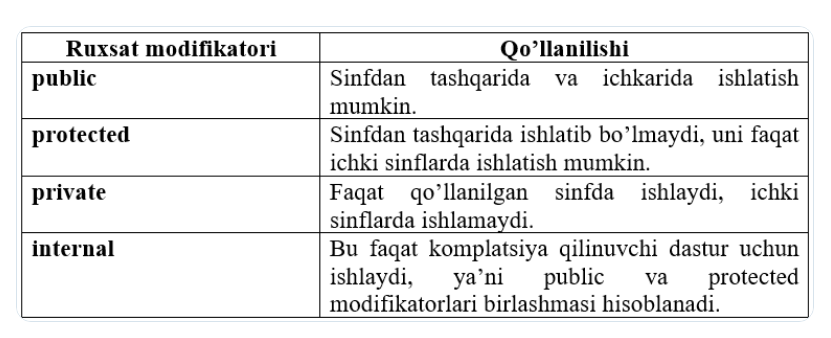 Ruxsat modifikatori Qo’llanilishi
public Sinfdan tashqarida va ichkarida ishlatish
mumkin.
protected Sinfdan tashqarida ishlatib bo’lmaydi, uni faqat
ichki sinflarda ishlatish mumkin.
private Faqat qo’llanilgan sinfda ishlaydi, ichki
sinflarda ishlamaydi.
internal Bu faqat komplatsiya qilinuvchi dastur uchun
ishlaydi, ya’ni public va protected
modifikatorlari birlashmasi hisoblanadi.